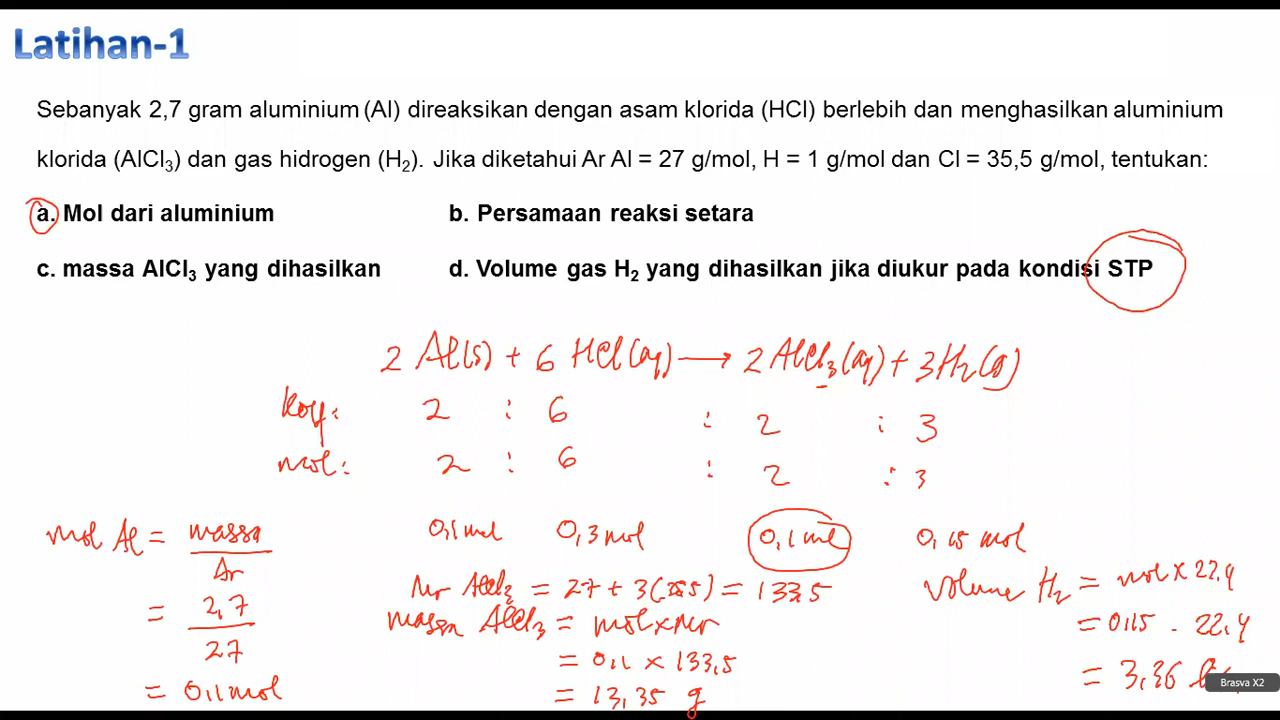 Latihan-1
Sebanyak 2,7 gram aluminium (Al) direaksikan dengan asam klorida (HCl) berlebih dan menghasilkan aluminium
klorida (AlCl₃) dan gas hidrogen (H₂). Jika diketahui Ar Al = 27 g/mol, H = 1 g/mol dan Cl = 35,5 g/mol, tentukan:
a. Mol dari aluminium b. Persamaan reaksi setara
c. massa AlCl₃ yang dihasilkan d. Volume gas H₂ yang dihasilkan jika diukur pada kondisi STP
2 Al(s) + 6 HCl(aq) → 2 AlCl₃(aq) + 3H₂(g)
koef: 2 : 6 : 2 : 3
mol: 2 : 6 : 2 : 3
0,1 mol 0,3 mol 0,1 mol 0,15 mol
mol Al = massa
Ar
= 2,7
27
= 0,1 mol
Mr AlCl₃ = 27 + 3(35,5) = 133,5
massa AlCl₃ = mol x Mr
= 0,1 x 133,5
= 13,35 g
Volume H₂ = mol x 22,4
= 0,15 . 22,4
= 3,36
Brasva X2